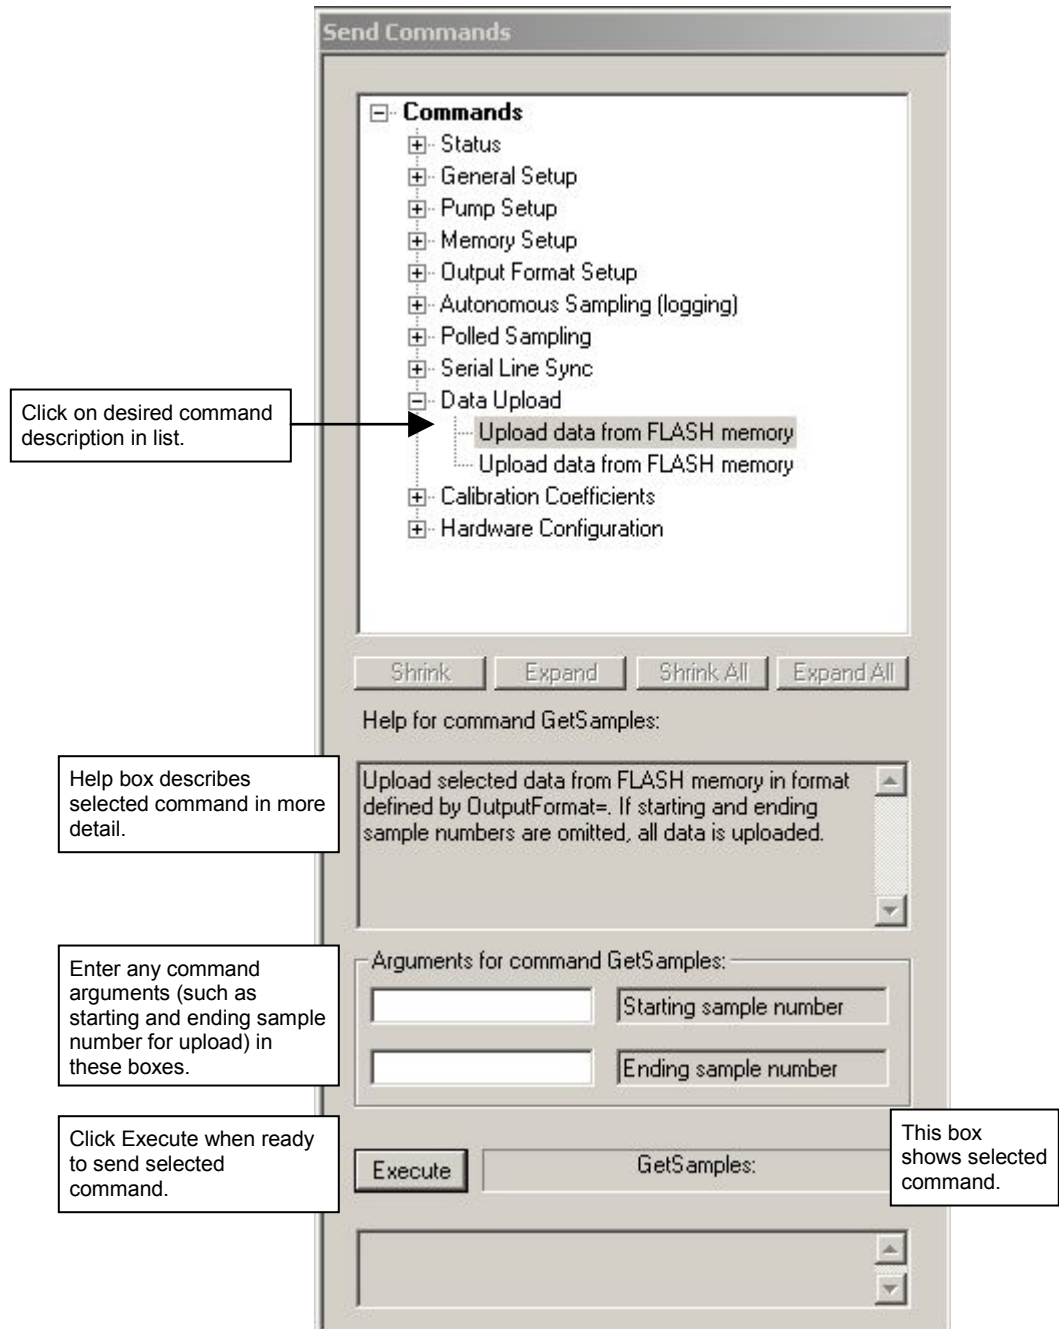 Send Commands
Commands
Status
General Setup
Pump Setup
Memory Setup
Output Format Setup
Autonomous Sampling (logging)
Polled Sampling
Serial Line Sync
Data Upload
Click on desired command
description in list.
Upload data from FLASH memory
Upload data from FLASH memory
Calibration Coefficients
Hardware Configuration
Shrink
Expand
Shrink All
Expand All
Help for command GetSamples:
Help box describes
selected command in more
detail.
Upload selected data from FLASH memory in format
defined by OutputFormat=. If starting and ending
sample numbers are omitted, all data is uploaded.
Enter any command
arguments (such as
starting and ending sample
number for upload) in
these boxes.
Arguments for command GetSamples:
Starting sample number
Ending sample number
Click Execute when ready
to send selected
command.
Execute
GetSamples:
This box
shows selected
command.